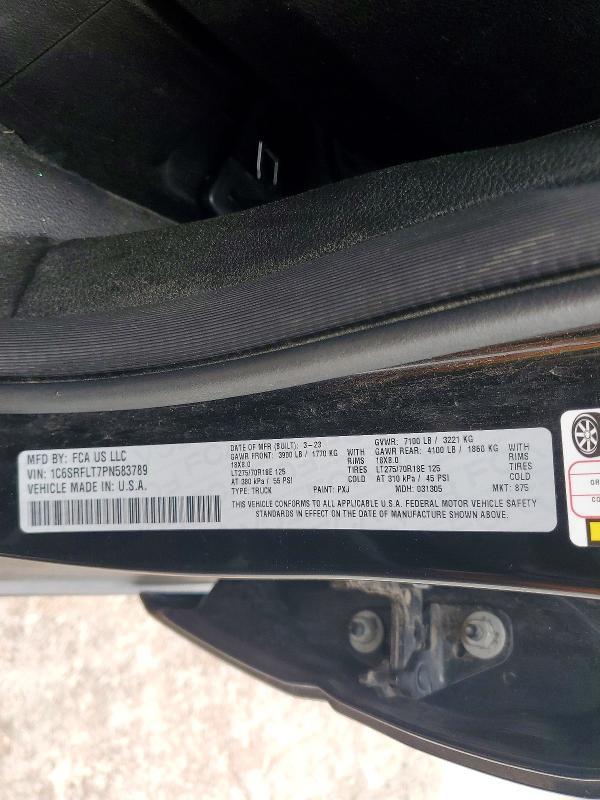 MFD BY: FCA US LLC
VIN: 1C6SRFLT7PN583789
VEHICLE MADE IN: U.S.A.
DATE OF MFR (BUILT): 3-23
GAWR FRONT: 3900 LB / 1770 KG WITH
18X8.0 RIMS
LT275/70R18E 125 TIRES
AT 380 kPa / 55 PSI COLD
GVWR: 7100 LB / 3221 KG
GAWR REAR: 4100 LB / 1860 KG WITH
18X8.0 RIMS
LT275/70R18E 125 TIRES
AT 310 kPa / 45 PSI COLD
TYPE: TRUCK PAINT: PXJ MDH: 031305 MKT: 875
THIS VEHICLE CONFORMS TO ALL APPLICABLE U.S.A. FEDERAL MOTOR VEHICLE SAFETY
STANDARDS IN EFFECT ON THE DATE OF MANUFACTURE SHOWN ABOVE.